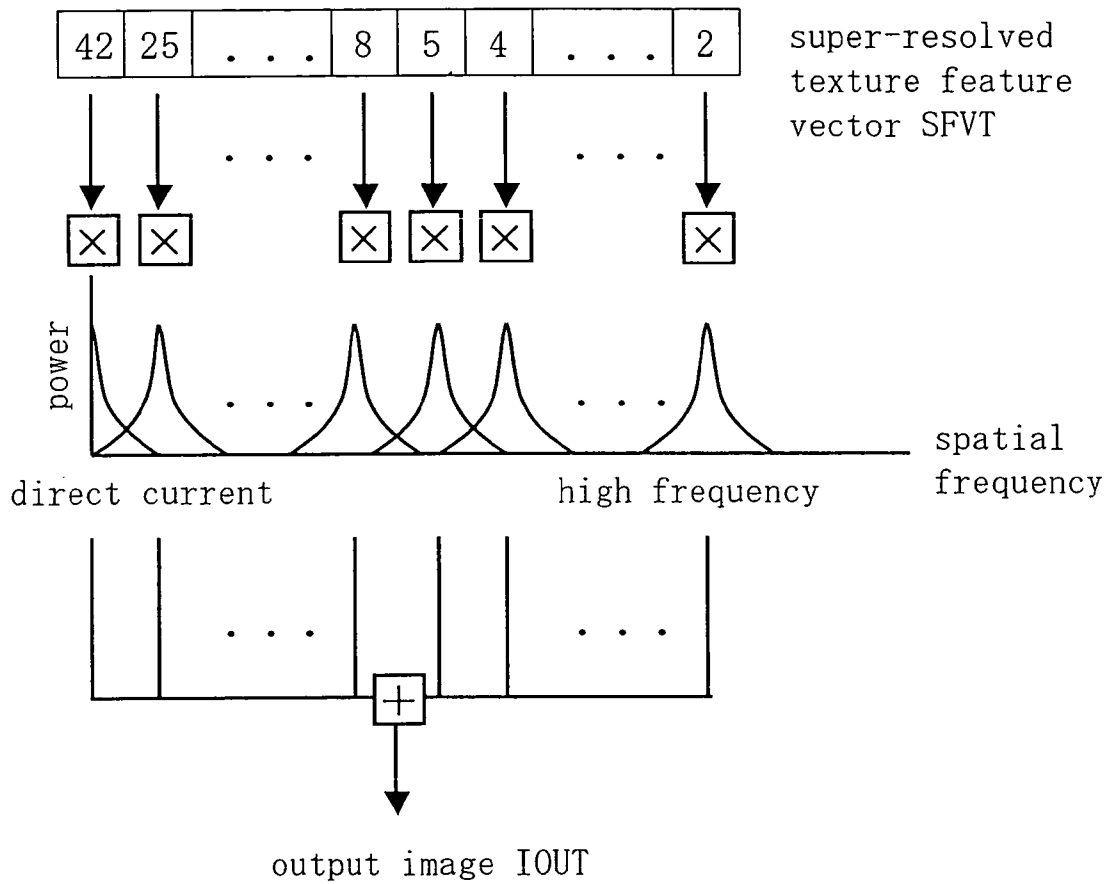 42 25 . . . 8 5 4 . . . 2
super-resolved
texture feature
vector SFVT
. . . . . .
× × × × × ×
power
. . . . . .
spatial
frequency
direct current
high frequency
. . . . . .
+
output image IOUT